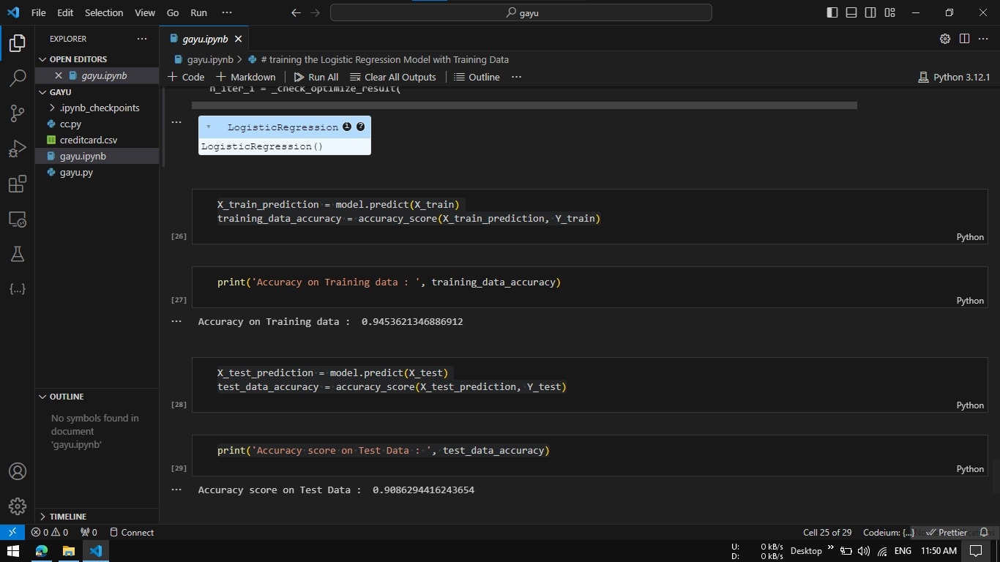 File Edit Selection View Go Run ···
gayu
EXPLORER ···
OPEN EDITORS
gayu.ipynb
GAYU
.ipynb_checkpoints
cc.py
creditcard.csv
gayu.ipynb
gayu.py
OUTLINE
No symbols found in
document
'gayu.ipynb'
TIMELINE
gayu.ipynb
gayu.ipynb > # training the Logistic Regression Model with Training Data
+ Code + Markdown Run All Clear All Outputs Outline ··· Python 3.12.1
n_iter_i = _check_optimize_result(
LogisticRegression i ?
LogisticRegression()
X_train_prediction = model.predict(X_train)
training_data_accuracy = accuracy_score(X_train_prediction, Y_train)
[26] Python
print('Accuracy on Training data : ', training_data_accuracy)
[27] Python
Accuracy on Training data :  0.9453621346886912
X_test_prediction = model.predict(X_test)
test_data_accuracy = accuracy_score(X_test_prediction, Y_test)
[28] Python
print('Accuracy score on Test Data : ', test_data_accuracy)
[29] Python
Accuracy score on Test Data :  0.9086294416243654
0 0 0 Connect Cell 25 of 29 Codeium: {...} Prettier
U: 0 kB/s
D: 0 kB/s
Desktop ENG 11:50 AM